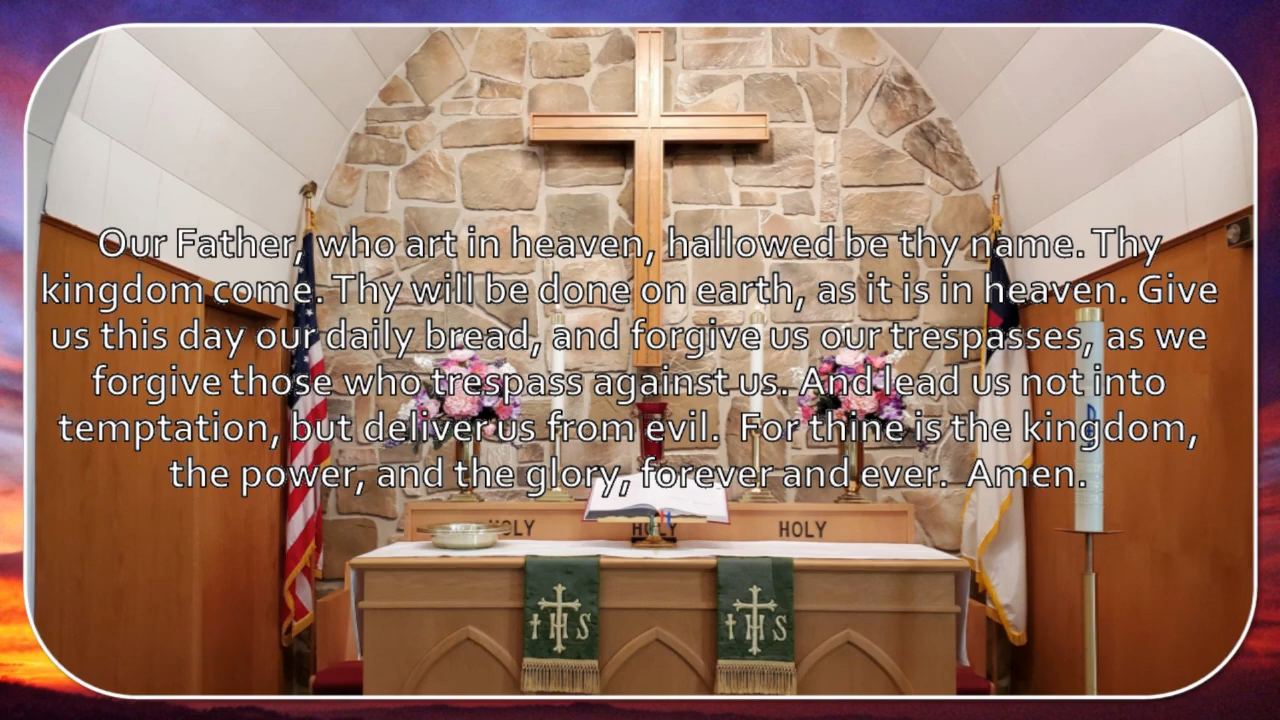 Our Father, who art in heaven, hallowed be thy name. Thy
kingdom come. Thy will be done on earth, as it is in heaven. Give
us this day our daily bread, and forgive us our trespasses, as we
forgive those who trespass against us. And lead us not into
temptation, but deliver us from evil.  For thine is the kingdom,
the power, and the glory, forever and ever.  Amen.
HOLY HOLY HOLY
IHS IHS